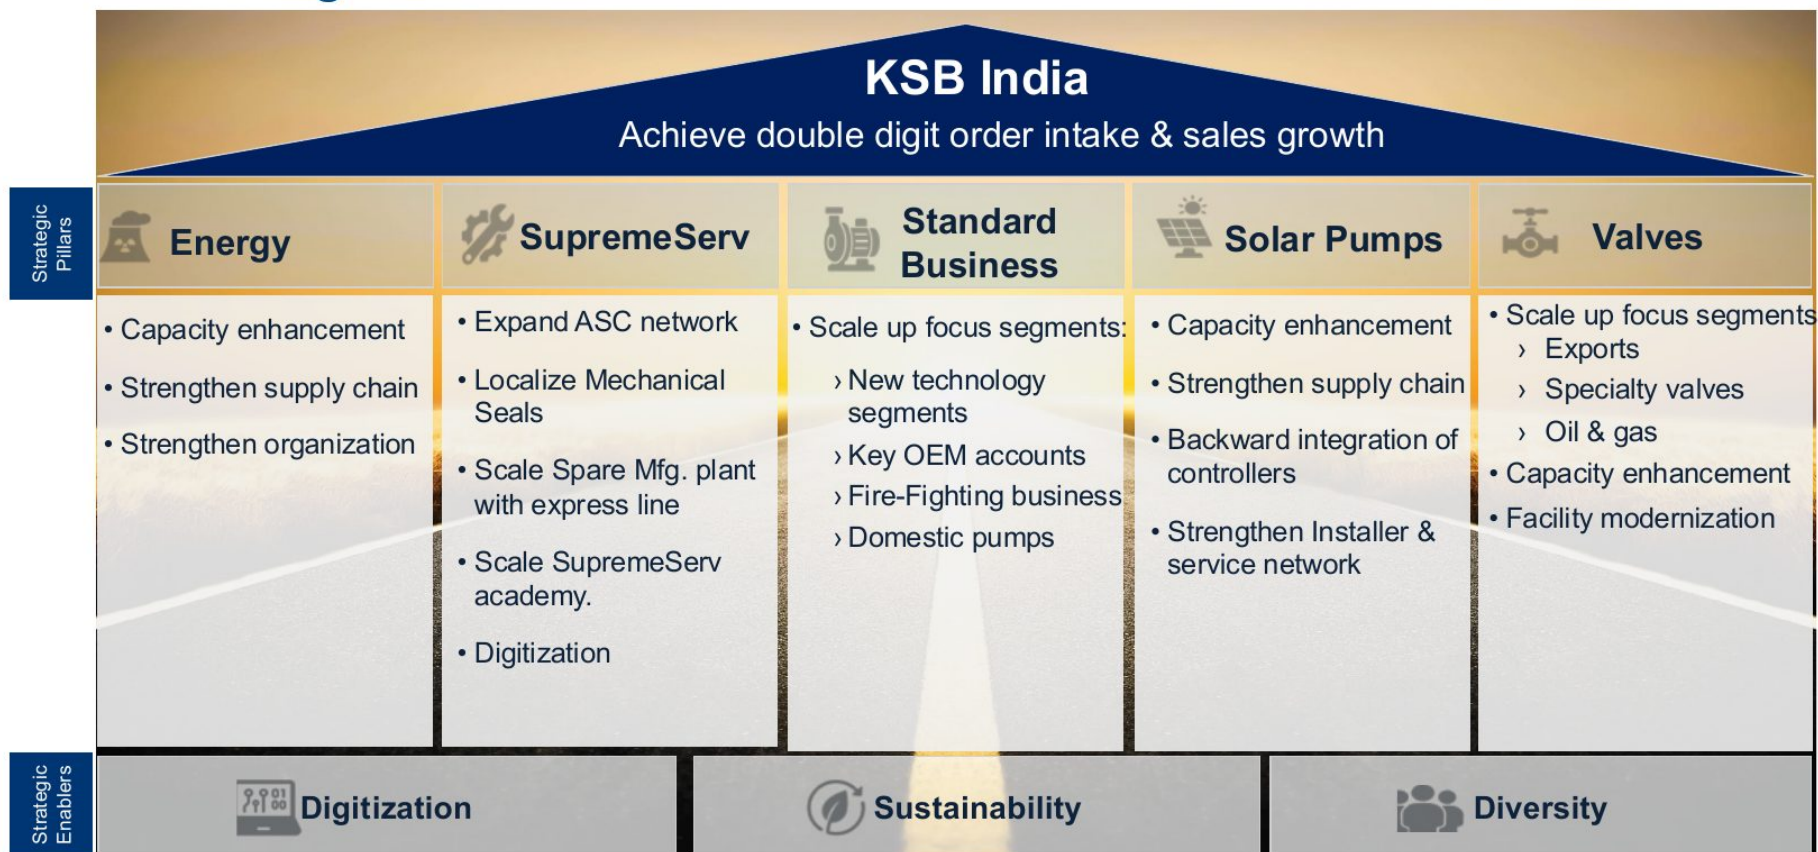 KSB India
Achieve double digit order intake & sales growth
Strategic
Pillars
Energy
SupremeServ
Standard
Business
Solar Pumps
Valves
• Capacity enhancement
• Strengthen supply chain
• Strengthen organization
• Expand ASC network
• Localize Mechanical
Seals
• Scale Spare Mfg. plant
with express line
• Scale SupremeServ
academy.
• Digitization
• Scale up focus segments:
› New technology
segments
› Key OEM accounts
› Fire-Fighting business
› Domestic pumps
• Capacity enhancement
• Strengthen supply chain
• Backward integration of
controllers
• Strengthen Installer &
service network
• Scale up focus segments
› Exports
› Specialty valves
› Oil & gas
• Capacity enhancement
• Facility modernization
Strategic
Enablers
Digitization
Sustainability
Diversity